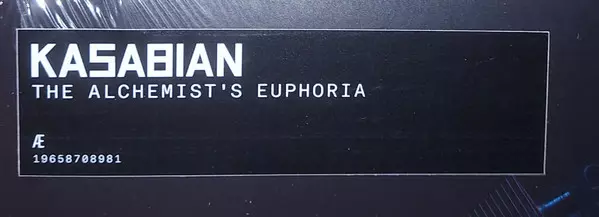 KASABIAN
THE ALCHEMIST'S EUPHORIA
Æ
19658708981